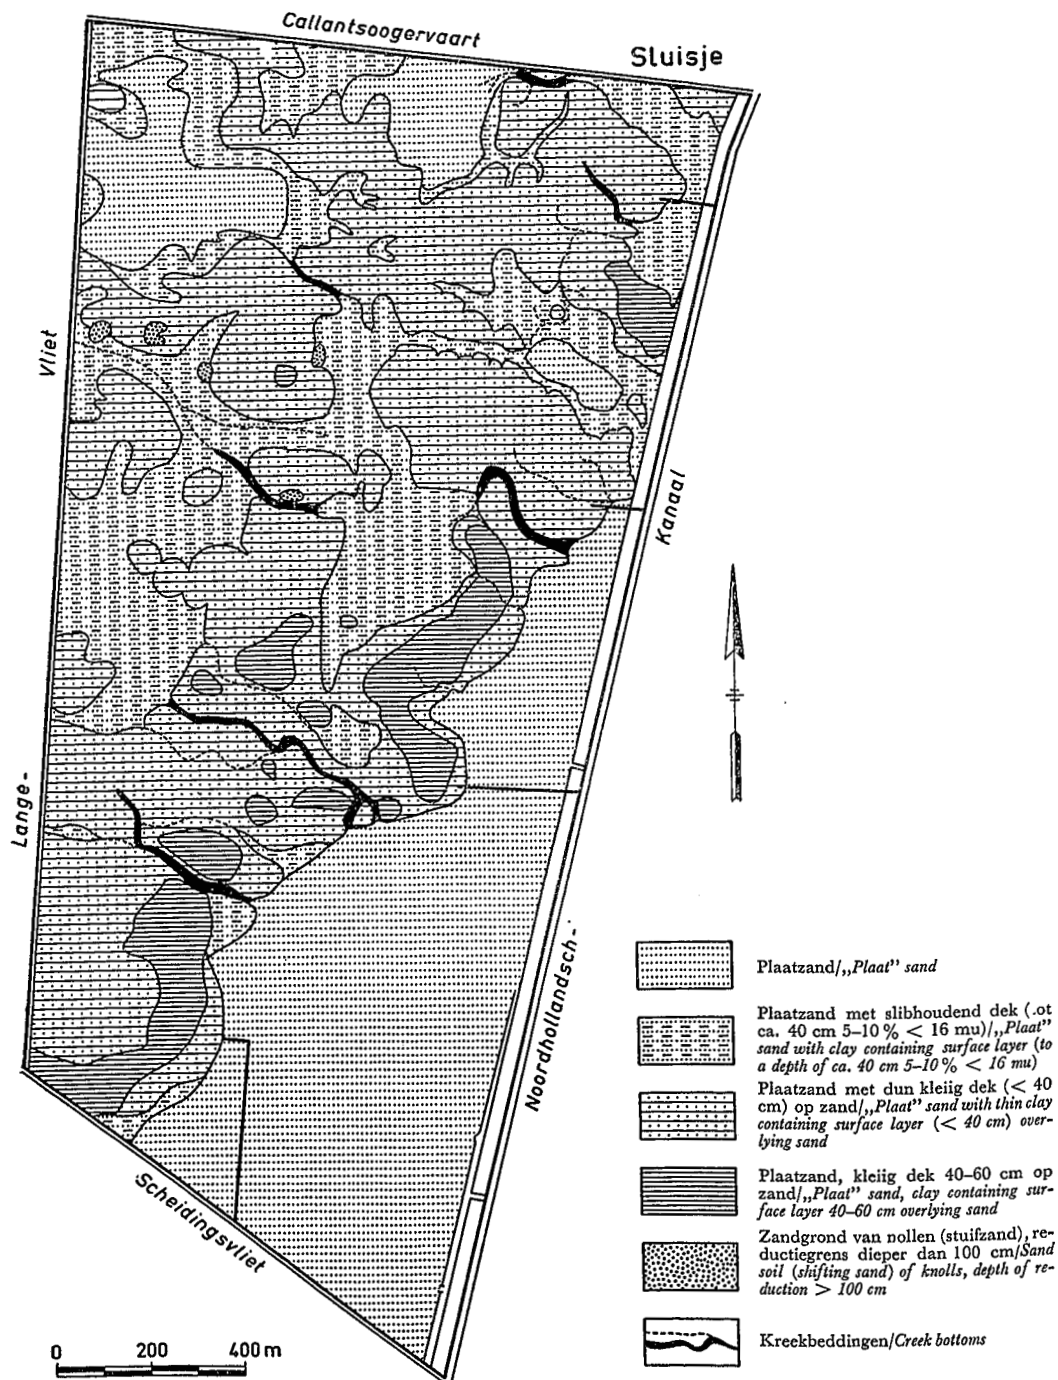 Callantsoogervaart
Sluisje
Vliet
Kanaal
Lange-
Noordhollandsch-
Scheidingsvliet
0 200 400 m
Plaatzand/„Plaat” sand
Plaatzand met slibhoudend dek (.ot
ca. 40 cm 5–10 % < 16 mu)/„Plaat”
sand with clay containing surface layer (to
a depth of ca. 40 cm 5–10 % < 16 mu)
Plaatzand met dun kleiig dek (< 40
cm) op zand/„Plaat” sand with thin clay
containing surface layer (< 40 cm) over-
lying sand
Plaatzand, kleiig dek 40–60 cm op
zand/„Plaat” sand, clay containing sur-
face layer 40–60 cm overlying sand
Zandgrond van nollen (stuifzand), re-
ductiegrens dieper dan 100 cm/Sand
soil (shifting sand) of knolls, depth of re-
duction > 100 cm
Kreekbeddingen/Creek bottoms